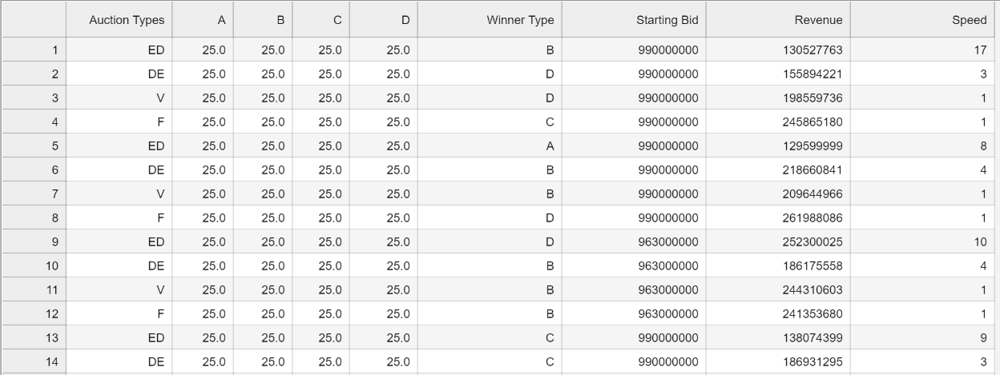 Auction Types A B C D Winner Type Starting Bid Revenue Speed
1 ED 25.0 25.0 25.0 25.0 B 990000000 130527763 17
2 DE 25.0 25.0 25.0 25.0 D 990000000 155894221 3
3 V 25.0 25.0 25.0 25.0 D 990000000 198559736 1
4 F 25.0 25.0 25.0 25.0 C 990000000 245865180 1
5 ED 25.0 25.0 25.0 25.0 A 990000000 129599999 8
6 DE 25.0 25.0 25.0 25.0 B 990000000 218660841 4
7 V 25.0 25.0 25.0 25.0 B 990000000 209644966 1
8 F 25.0 25.0 25.0 25.0 D 990000000 261988086 1
9 ED 25.0 25.0 25.0 25.0 D 963000000 252300025 10
10 DE 25.0 25.0 25.0 25.0 B 963000000 186175558 4
11 V 25.0 25.0 25.0 25.0 B 963000000 244310603 1
12 F 25.0 25.0 25.0 25.0 B 963000000 241353680 1
13 ED 25.0 25.0 25.0 25.0 C 990000000 138074399 9
14 DE 25.0 25.0 25.0 25.0 C 990000000 186931295 3